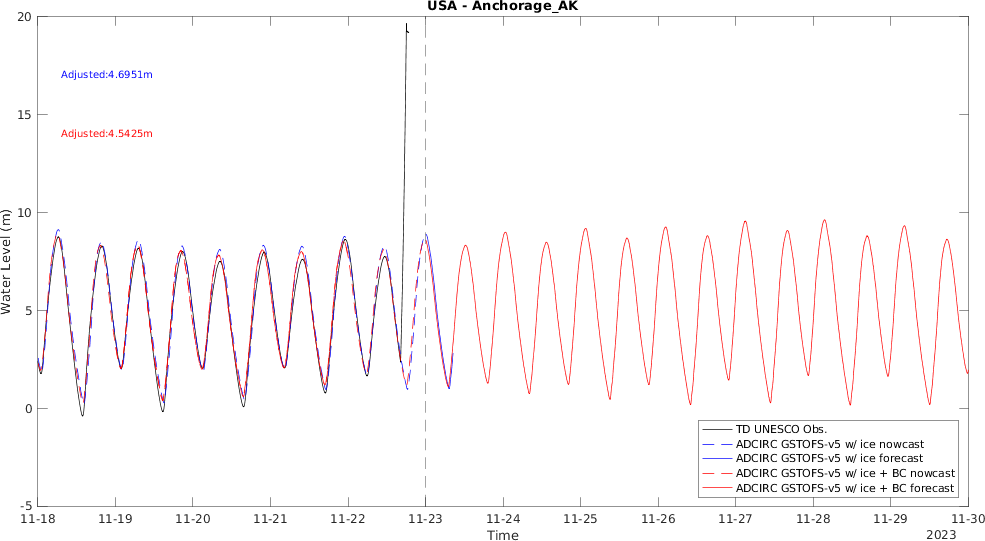 USA - Anchorage_AK
20
15
10
5
0
-5
Water Level (m)
Adjusted:4.6951m
Adjusted:4.5425m
TD UNESCO Obs.
ADCIRC GSTOFS-v5 w/ ice nowcast
ADCIRC GSTOFS-v5 w/ ice forecast
ADCIRC GSTOFS-v5 w/ ice + BC nowcast
ADCIRC GSTOFS-v5 w/ ice + BC forecast
11-18 11-19 11-20 11-21 11-22 11-23 11-24 11-25 11-26 11-27 11-28 11-29 11-30
Time
2023